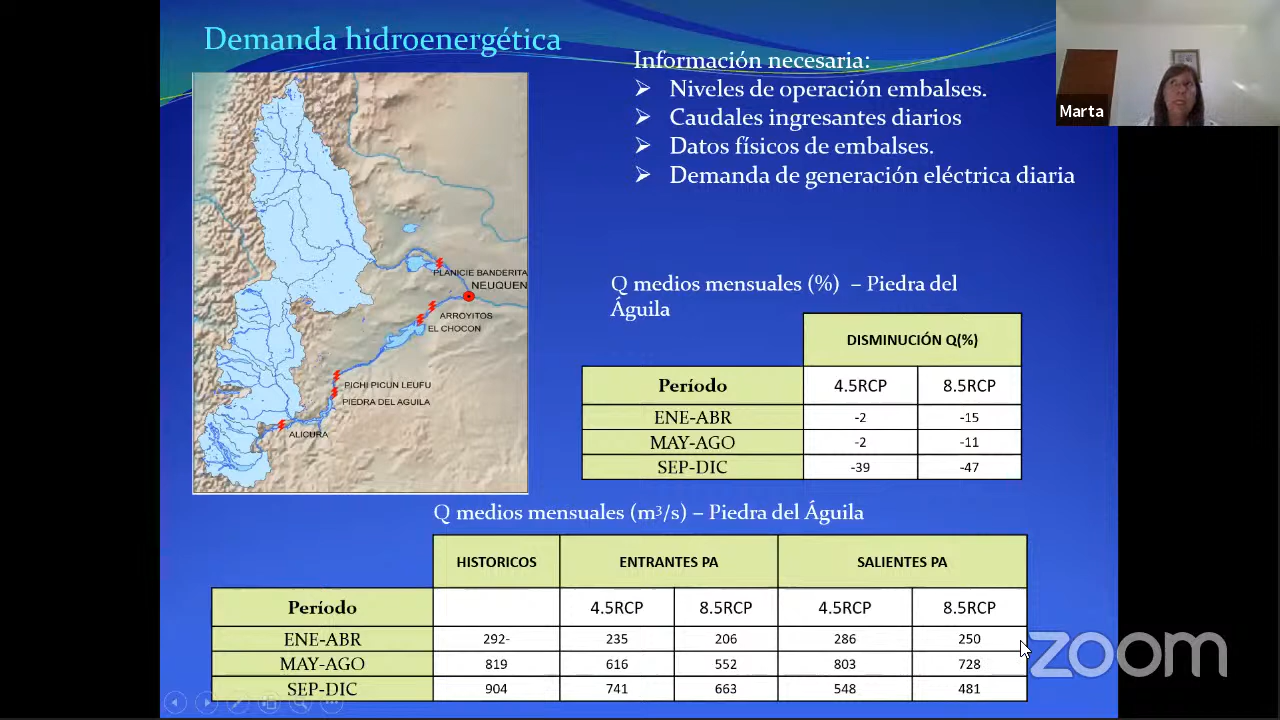 Demanda hidroenergética
Información necesaria:
Niveles de operación embalses.
Caudales ingresantes diarios
Datos físicos de embalses.
Demanda de generación eléctrica diaria
Marta
PLANICIE BANDERITA
NEUQUEN
ARROYITOS
EL CHOCON
PICHI PICUN LEUFU
PIEDRA DEL AGUILA
ALICURA
Q medios mensuales (%) – Piedra del
Águila
DISMINUCIÓN Q(%)
Período 4.5RCP 8.5RCP
ENE-ABR -2 -15
MAY-AGO -2 -11
SEP-DIC -39 -47
Q medios mensuales (m³/s) – Piedra del Águila
HISTORICOS ENTRANTES PA SALIENTES PA
Período 4.5RCP 8.5RCP 4.5RCP 8.5RCP
ENE-ABR 292- 235 206 286 250
MAY-AGO 819 616 552 803 728
SEP-DIC 904 741 663 548 481
zoom